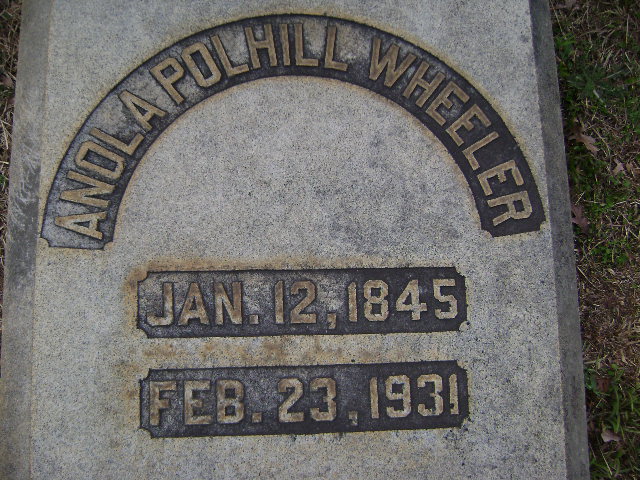 ANOLA POLHILL WHEELER
JAN. 12, 1845
FEB. 23, 1931